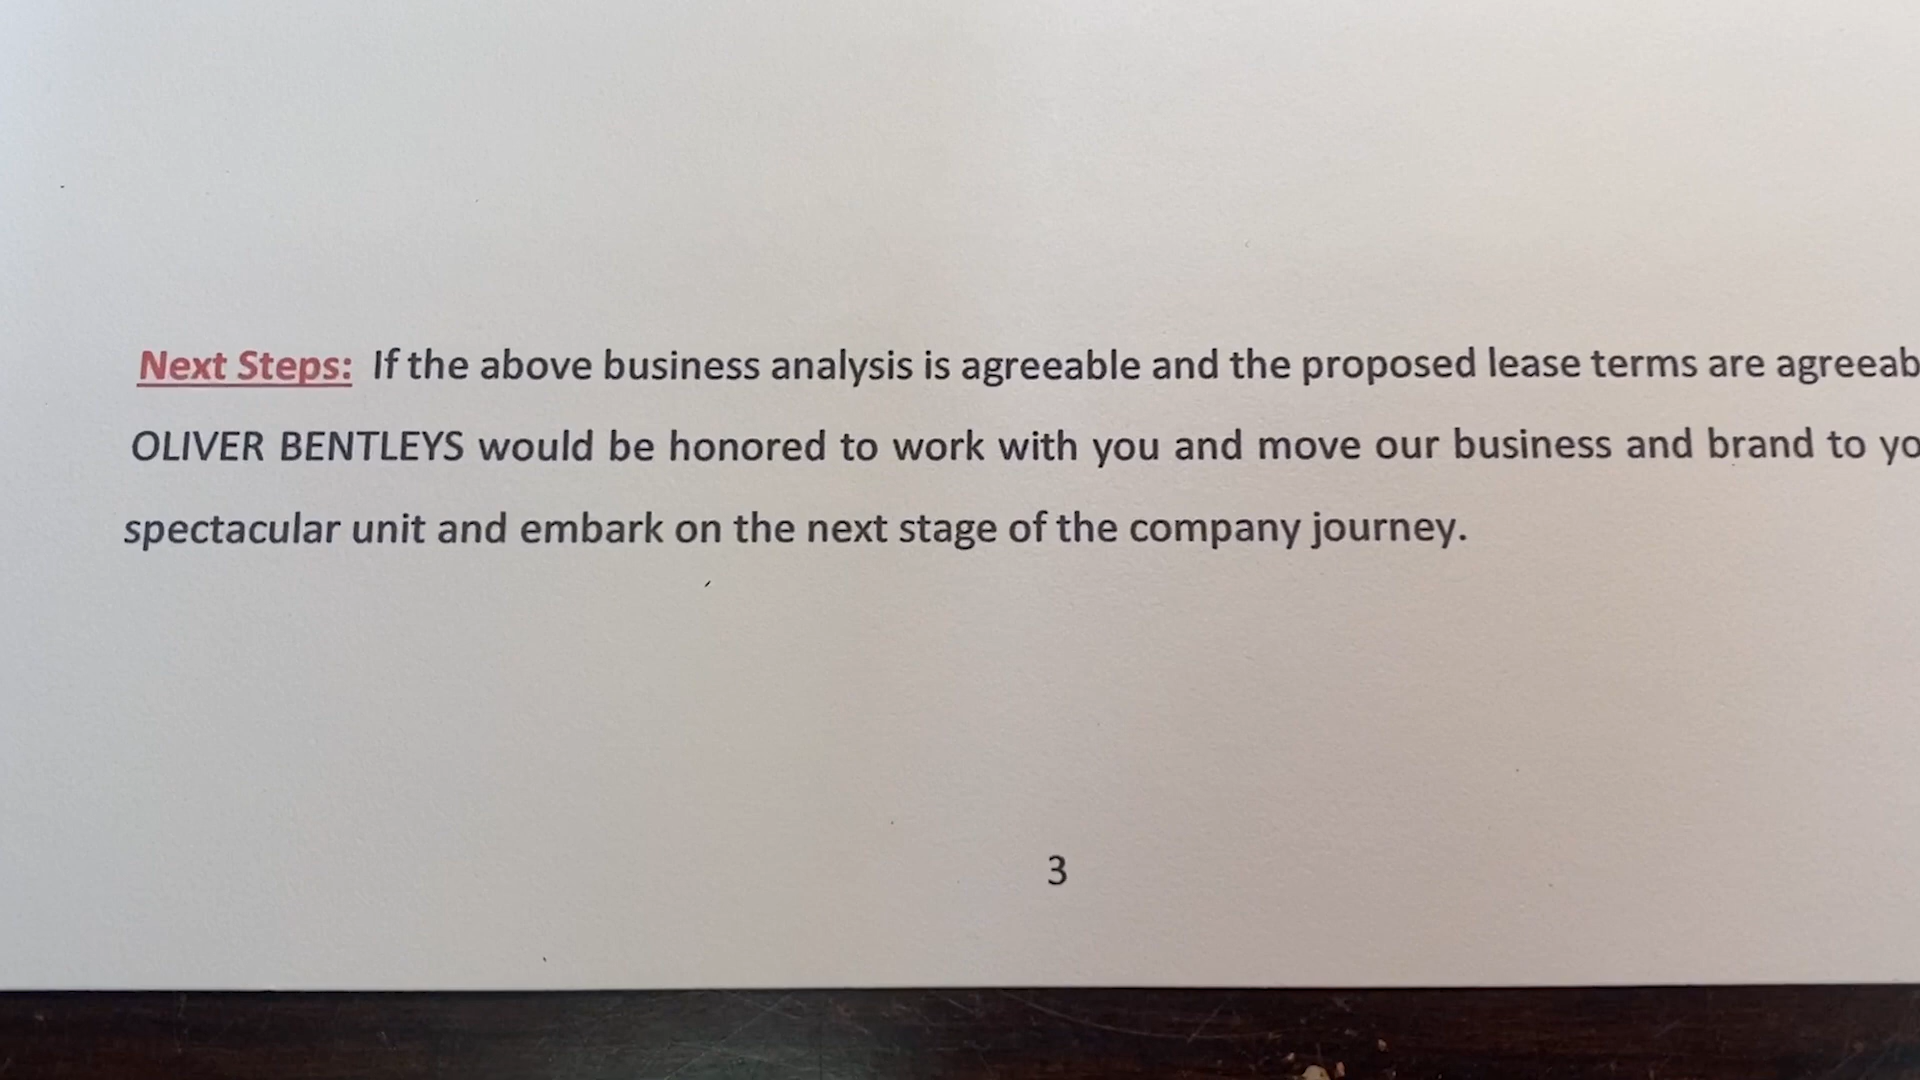 Next Steps: If the above business analysis is agreeable and the proposed lease terms are agreeab
OLIVER BENTLEYS would be honored to work with you and move our business and brand to yo
spectacular unit and embark on the next stage of the company journey.
3